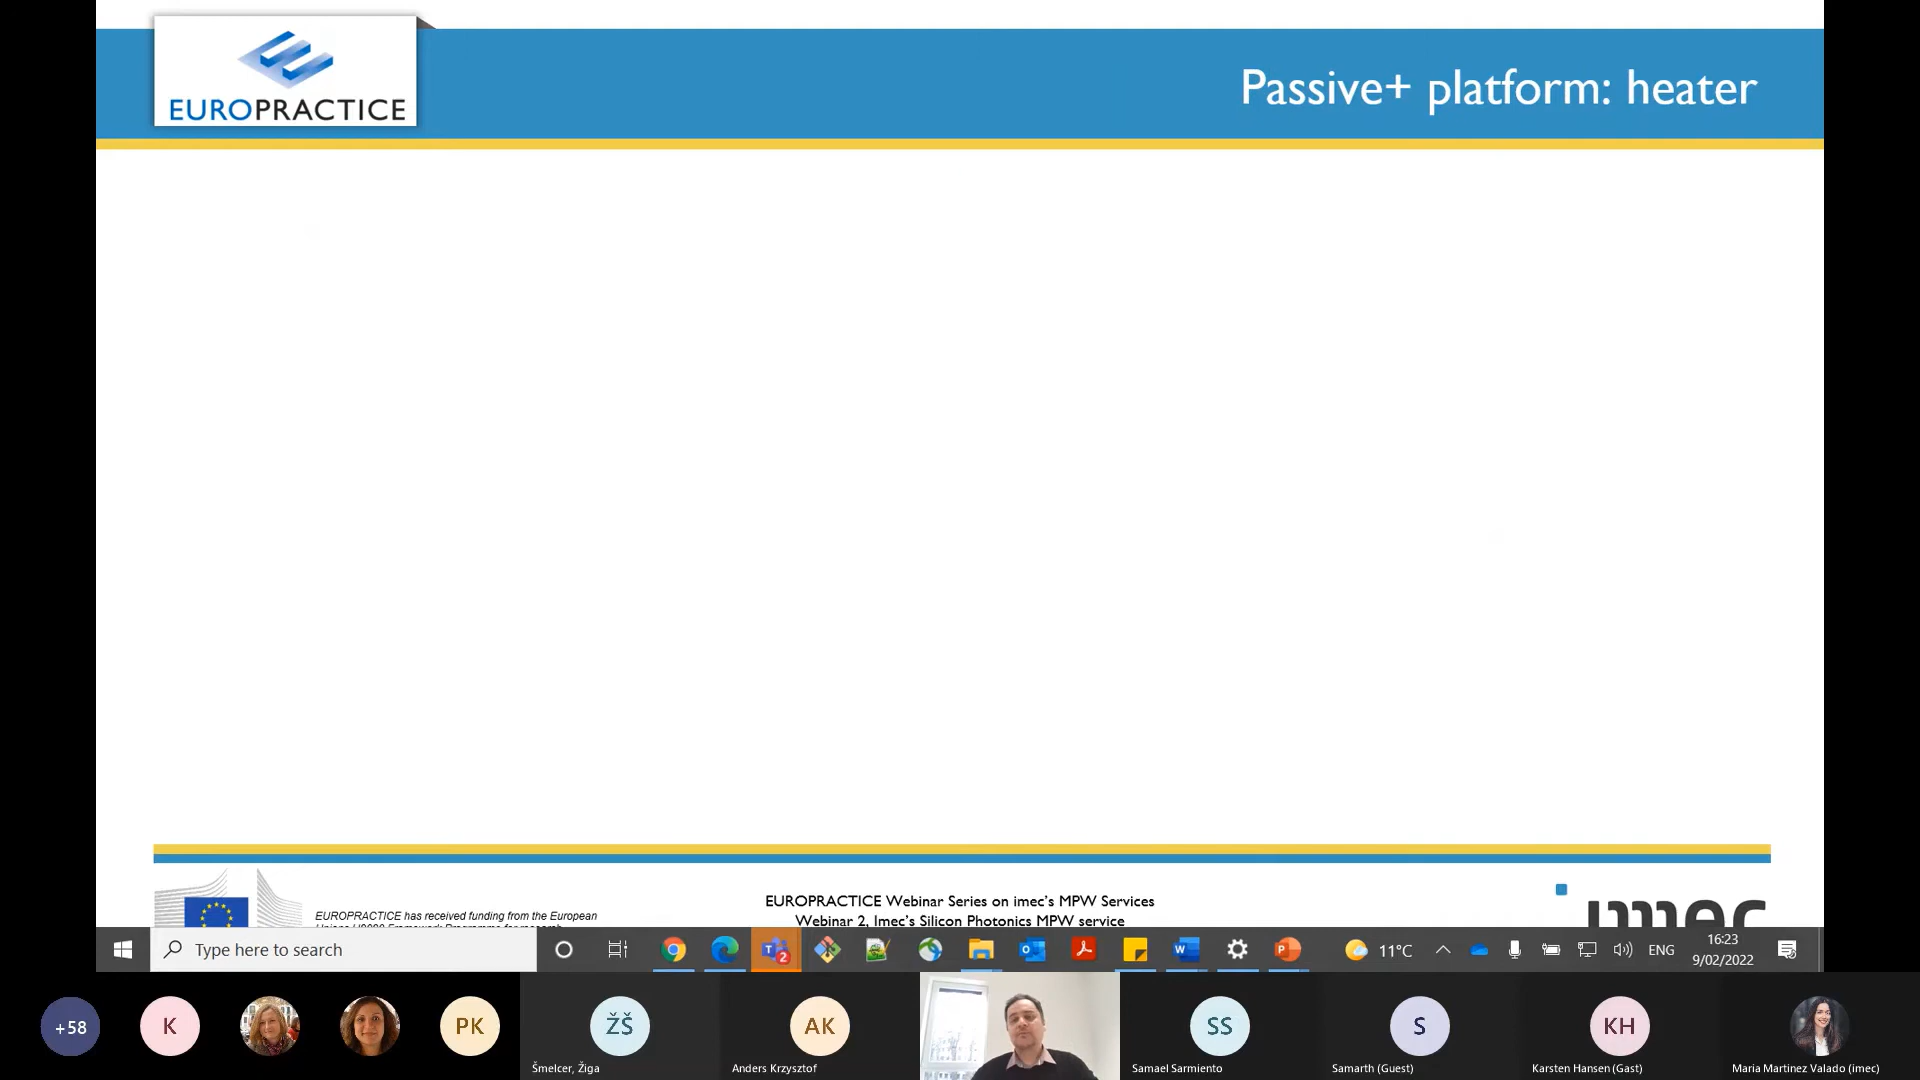 EUROPRACTICE
Passive+ platform: heater
EUROPRACTICE has received funding from the European
EUROPRACTICE Webinar Series on imec's MPW Services
Webinar 2, Imec's Silicon Photonics MPW service
imec
Type here to search
2
11°C
ENG
16:23
9/02/2022
+58
K
PK
ŽŠ
AK
SS
S
KH
Šmelcer, Žiga
Anders Krzysztof
Samael Sarmiento
Samarth (Guest)
Karsten Hansen (Gast)
Maria Martinez Valado (imec)